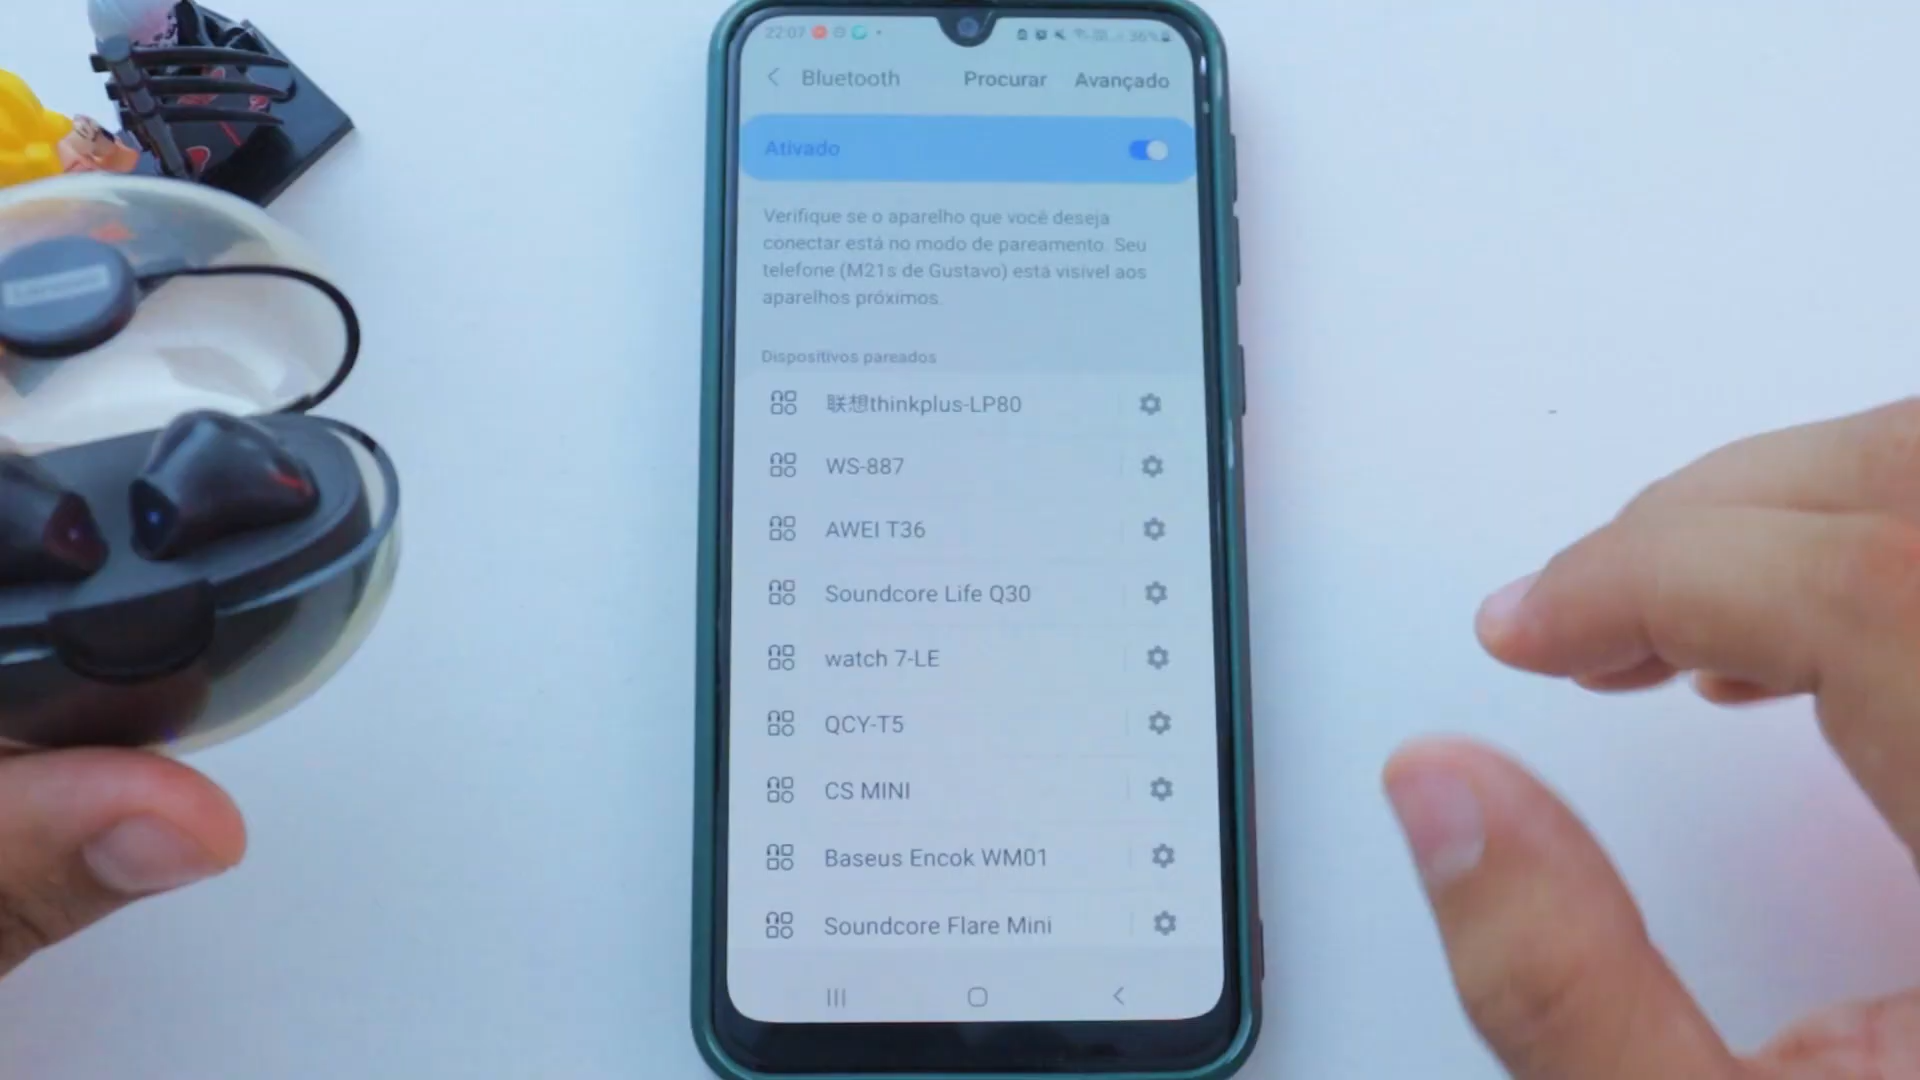 22:07
36%
Bluetooth
Procurar
Avançado
Ativado
Verifique se o aparelho que você deseja
conectar está no modo de pareamento. Seu
telefone (M21s de Gustavo) está visível aos
aparelhos próximos.
Dispositivos pareados
联想thinkplus-LP80
WS-887
AWEI T36
Soundcore Life Q30
watch 7-LE
QCY-T5
CS MINI
Baseus Encok WM01
Soundcore Flare Mini